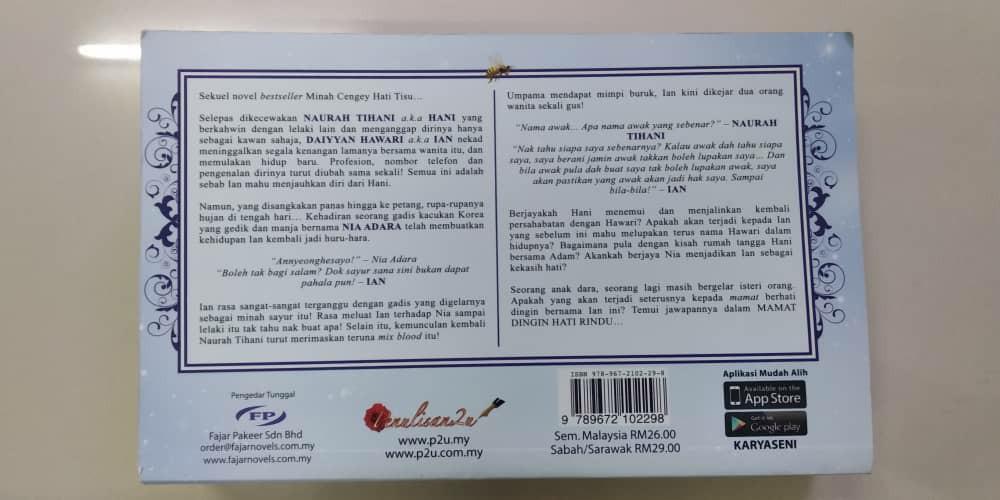 Sekuel novel bestseller Minah Cengey Hati Tisu...
Selepas dikecewakan NAURAH TIHANI a.k.a HANI yang
berkahwin dengan lelaki lain dan menganggap dirinya hanya
sebagai kawan sahaja, DAIYYAN HAWARI a.k.a IAN nekad
meninggalkan segala kenangan lamanya bersama wanita itu, dan
memulakan hidup baru. Profesion, nombor telefon dan
pengenalan dirinya turut diubah sama sekali! Semua ini adalah
sebab Ian mahu menjauhkan diri dari Hani.
Namun, yang disangkakan panas hingga ke petang, rupa-rupanya
hujan di tengah hari... Kehadiran seorang gadis kacukan Korea
yang gedik dan manja bernama NIA ADARA telah membuatkan
kehidupan Ian kembali jadi huru-hara.
"Annyeonghesayo!" – Nia Adara
"Boleh tak bagi salam? Dok sayur sana sini bukan dapat
pahala pun! – IAN
Ian rasa sangat-sangat terganggu dengan gadis yang digelarnya
sebagai minah sayur itu! Rasa meluat Ian terhadap Nia sampai
lelaki itu tak tahu nak buat apa! Selain itu, kemunculan kembali
Naurah Tihani turut merimaskan teruna mix blood itu!
Umpama mendapat mimpi buruk, Ian kini dikejar dua orang
wanita sekali gus!
"Nama awak... Apa nama awak yang sebenar?" – NAURAH
TIHANI
"Nak tahu siapa saya sebenarnya? Kalau awak dah tahu siapa
saya, saya berani jamin awak takkan boleh lupakan saya... Dan
bila awak pula dah buat saya tak boleh lupakan awak, saya
akan pastikan yang awak akan jadi hak saya. Sampai
bila-bila!" – IAN
Berjayakah Hani menemui dan menjalinkan kembali
persahabatan dengan Hawari? Apakah akan terjadi kepada Ian
yang sebelum ini mahu melupakan terus nama Hawari dalam
hidupnya? Bagaimana pula dengan kisah rumah tangga Hani
bersama Adam? Akankah berjaya Nia menjadikan Ian sebagai
kekasih hati?
Seorang anak dara, seorang lagi masih bergelar isteri orang.
Apakah yang akan terjadi seterusnya kepada mamat berhati
dingin bernama Ian ini? Temui jawapannya dalam MAMAT
DINGIN HATI RINDU...
Pengedar Tunggal
FP
Fajar Pakeer Sdn Bhd
order@fajarnovels.com.my
www.fajarnovels.com.my
Penulisan2u
www.p2u.my
www.p2u.com.my
ISBN 978-967-2102-29-8
9 789672 102298
Sem. Malaysia RM26.00
Sabah/Sarawak RM29.00
Aplikasi Mudah Alih
Available on the
App Store
Get it on
Google play
KARYASENI